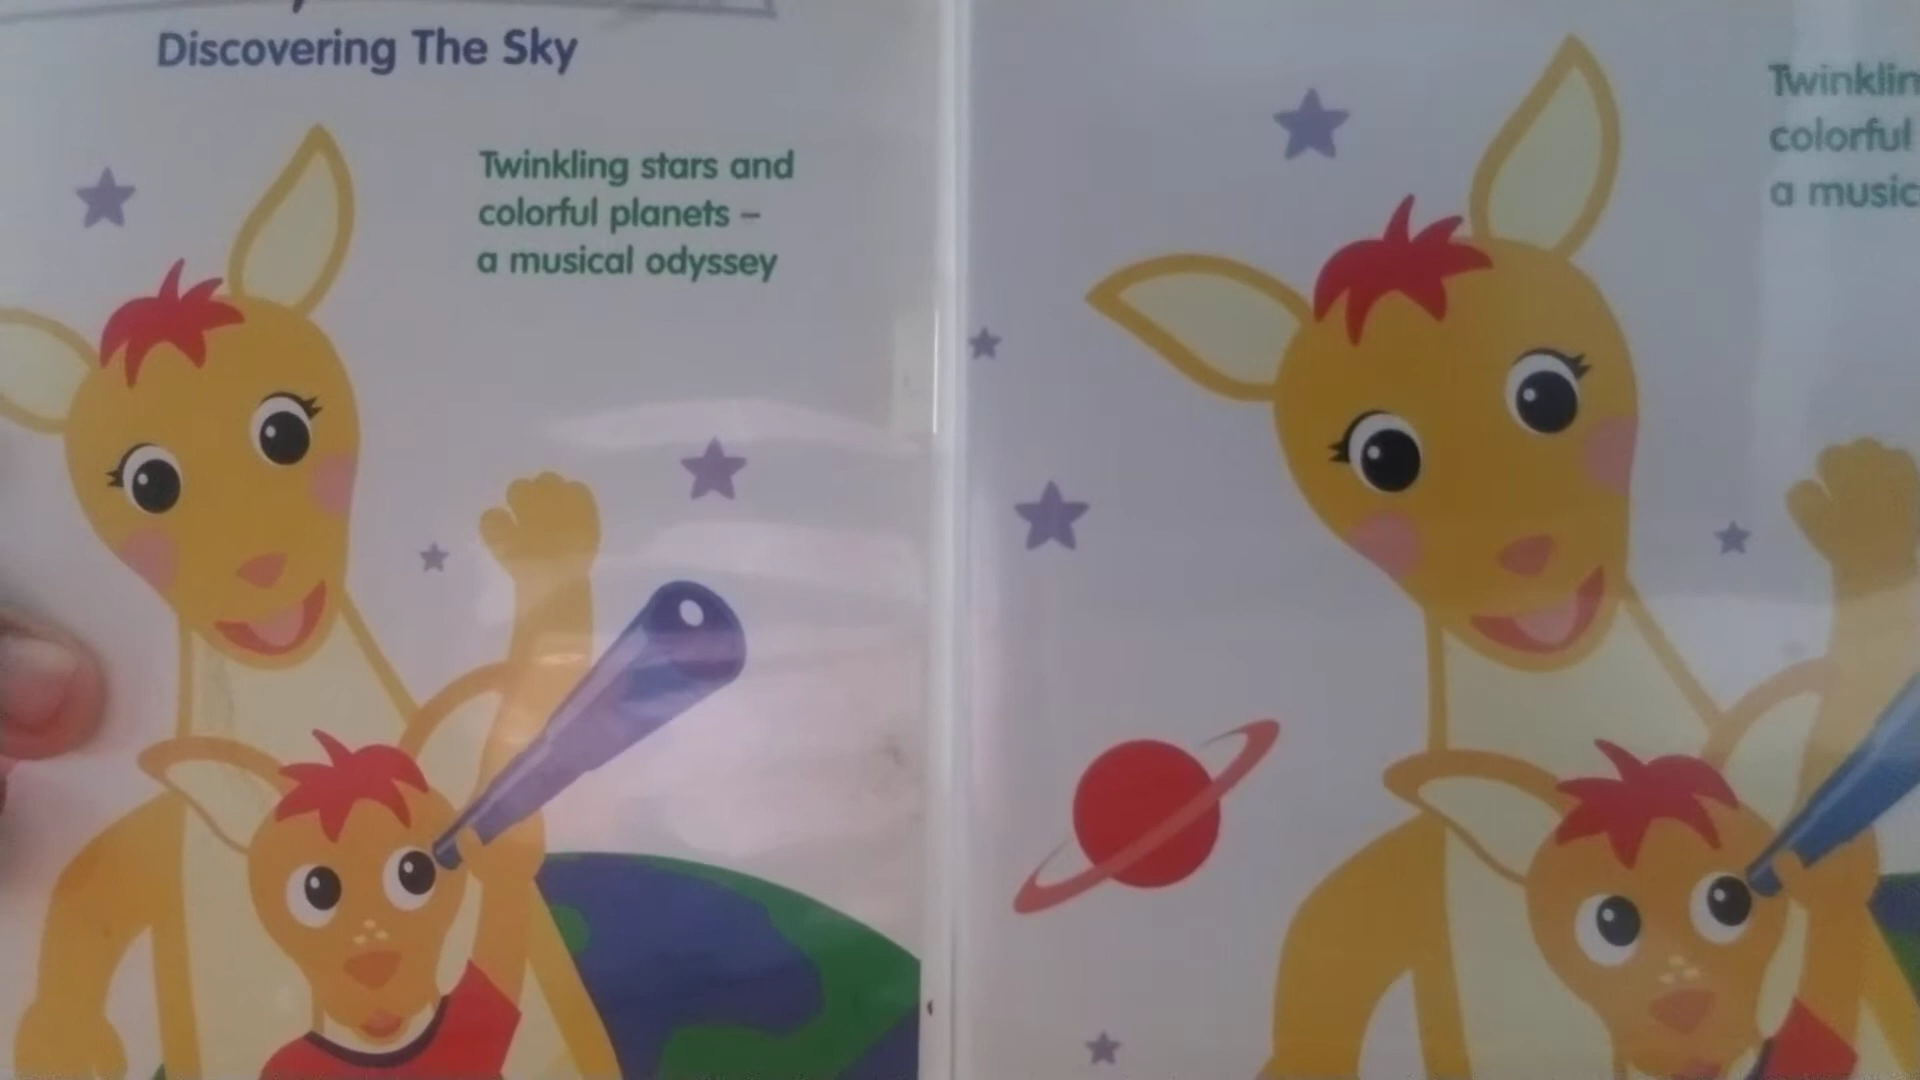 Discovering The Sky
Twinkling stars and
colorful planets –
a musical odyssey
Twinklin
colorful
a music